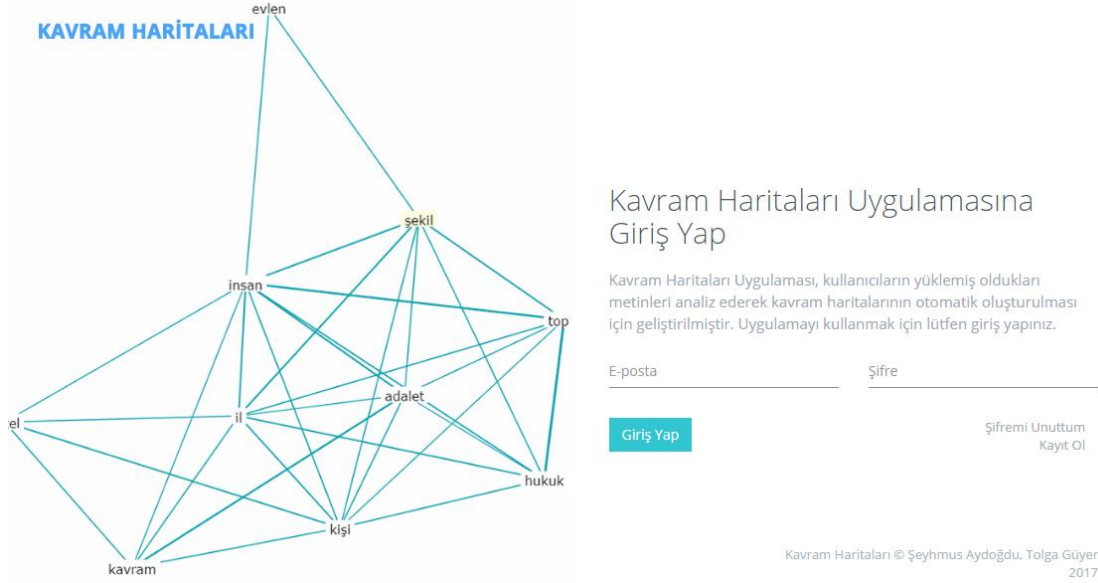 evlen
KAVRAM HARİTALARI
şekil
insan
top
adalet
il
el
hukuk
kişi
kavram
Kavram Haritaları Uygulamasına
Giriş Yap
Kavram Haritaları Uygulaması, kullanıcıların yüklemiş oldukları
metinleri analiz ederek kavram haritalarının otomatik oluşturulması
için geliştirilmiştir. Uygulamayı kullanmak için lütfen giriş yapınız.
E-posta
Şifre
Giriş Yap
Şifremi Unuttum
Kayıt Ol
Kavram Haritaları © Şeyhmus Aydoğdu, Tolga Güyer
2017